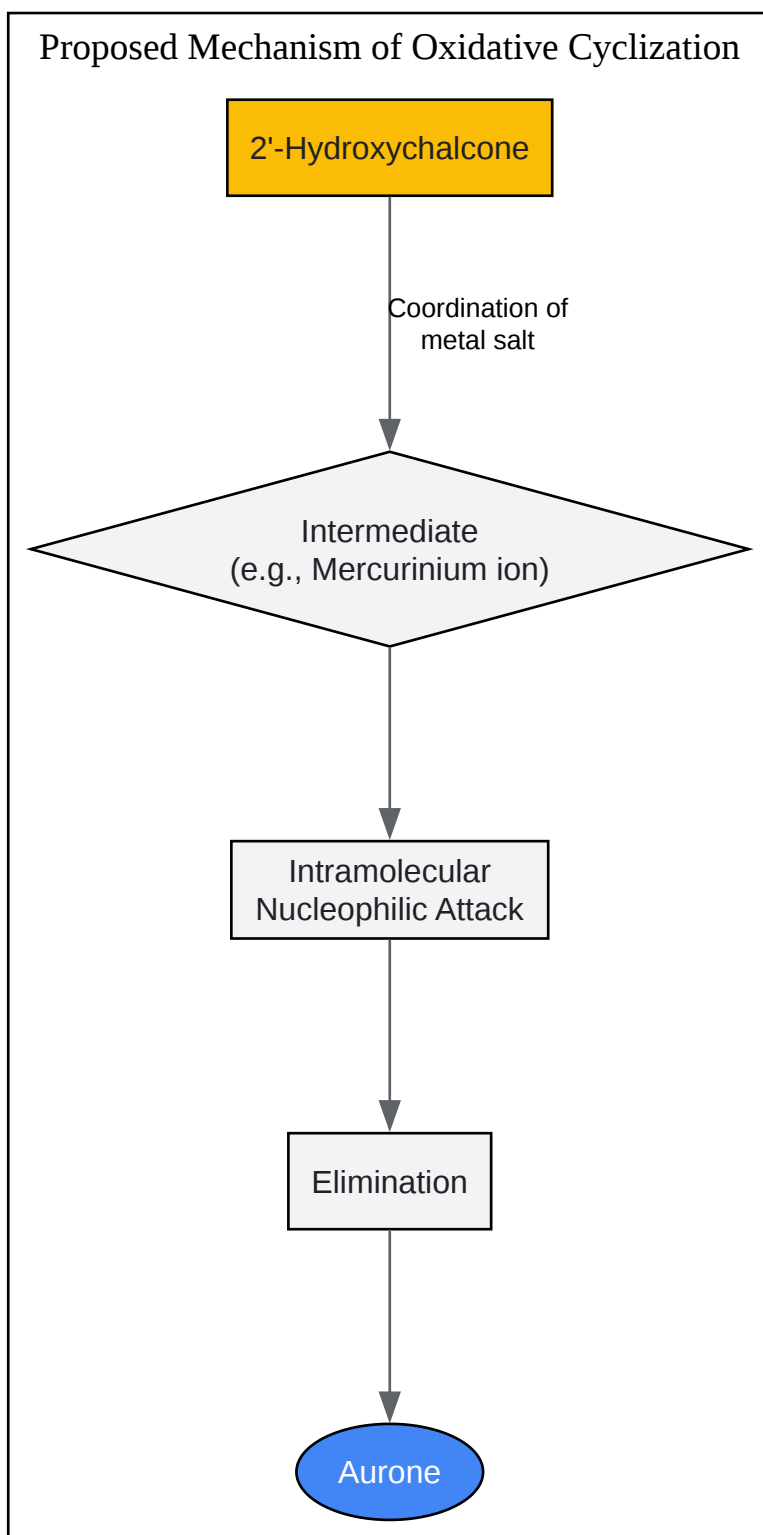 Proposed Mechanism of Oxidative Cyclization
2'-Hydroxychalcone
Coordination of
metal salt
Intermediate
(e.g., Mercurinium ion)
Intramolecular
Nucleophilic Attack
Elimination
Aurone